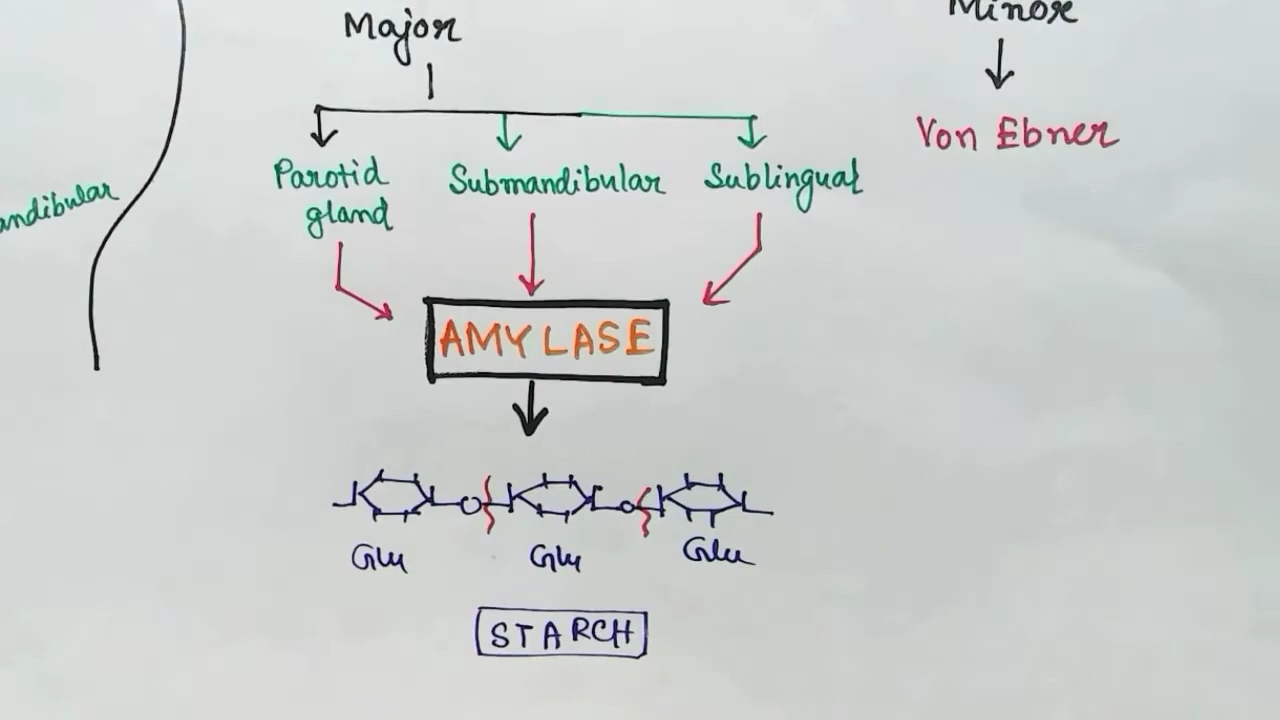 Major
Minor
Von Ebner
Parotid
gland
Submandibular
Sublingual
andibular
AMYLASE
Glu
Glu
Glu
STARCH